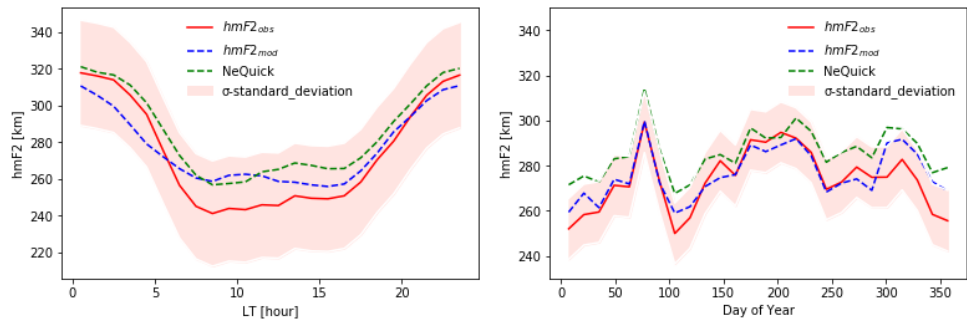 hmF2 [km]
340
320
300
280
260
240
220
hmF2obs
hmF2mod
NeQuick
σ-standard_deviation
0
5
10
15
20
LT [hour]
hmF2 [km]
340
320
300
280
260
240
hmF2obs
hmF2mod
NeQuick
σ-standard_deviation
0
50
100
150
200
250
300
350
Day of Year